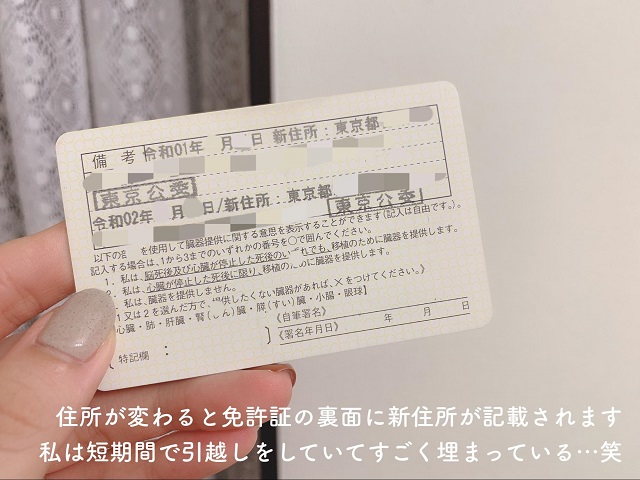 備考 令和01年 月 日 新住所：東京都
東京公委
令和02年 月 日/新住所：東京都
東京公委
以下の を使用して臓器提供に関する意思を表示することができます(記入は自由です。)。
記入する場合は、1から3までのいずれかの番号を○で囲んでください。
1. 私は、脳死後及び心臓が停止した死後のいずれでも、移植のために臓器を提供します。
2. 私は、心臓が停止した死後に限り、移植のために臓器を提供します。
3. 私は、臓器を提供しません。
1又は2を選んだ方で、提供したくない臓器があれば、×をつけてください。》
心臓・肺・肝臓・腎(じん)臓・膵(すい)臓・小腸・眼球】
特記欄：
《自筆署名》
《署名年月日》 年 月 日
住所が変わると免許証の裏面に新住所が記載されます
私は短期間で引越しをしていてすごく埋まっている…笑